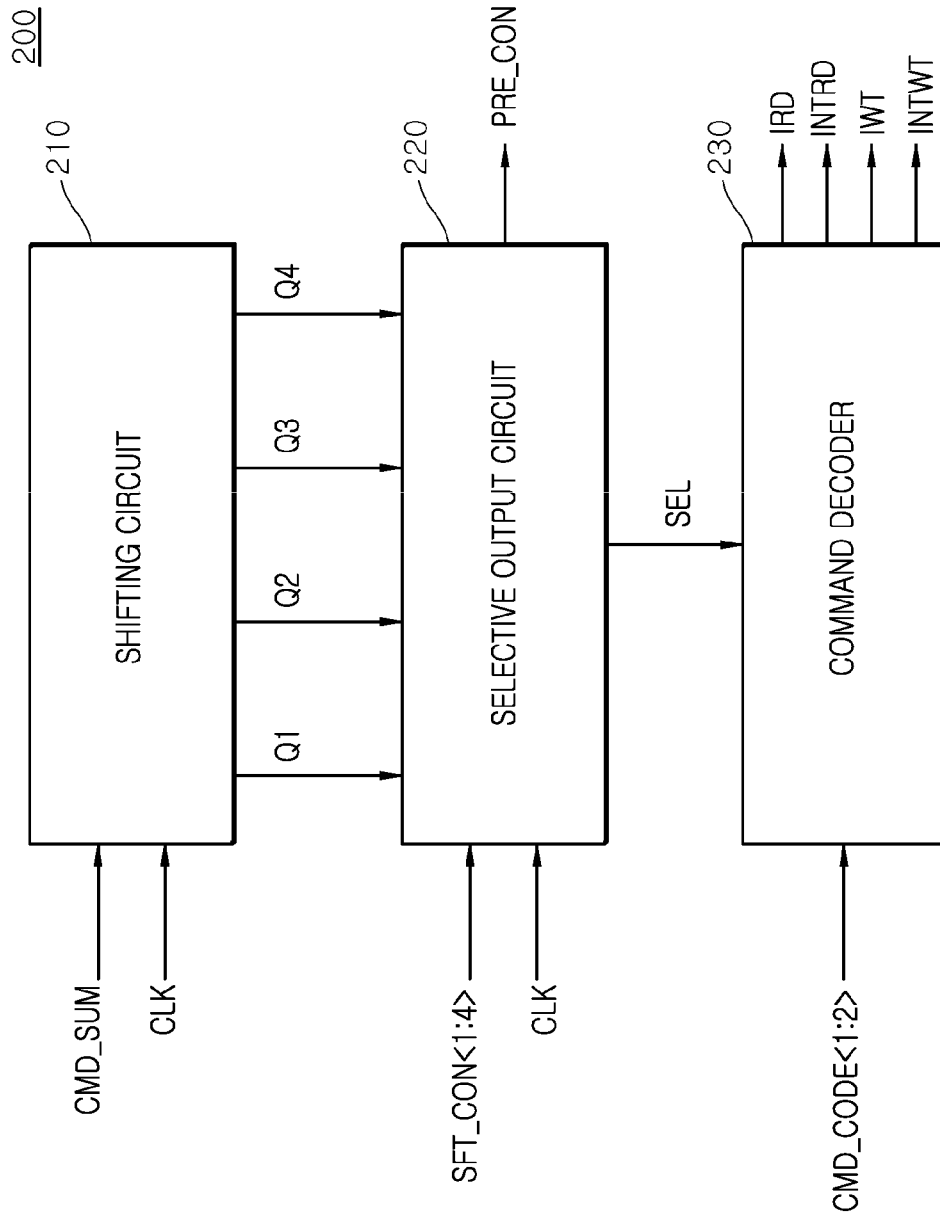 200
210
CMD_SUM
CLK
SHIFTING CIRCUIT
Q1
Q2
Q3
Q4
220
SFT_CON<1:4>
CLK
SELECTIVE OUTPUT CIRCUIT
PRE_CON
SEL
230
CMD_CODE<1:2>
COMMAND DECODER
IRD
INTRD
IWT
INTWT